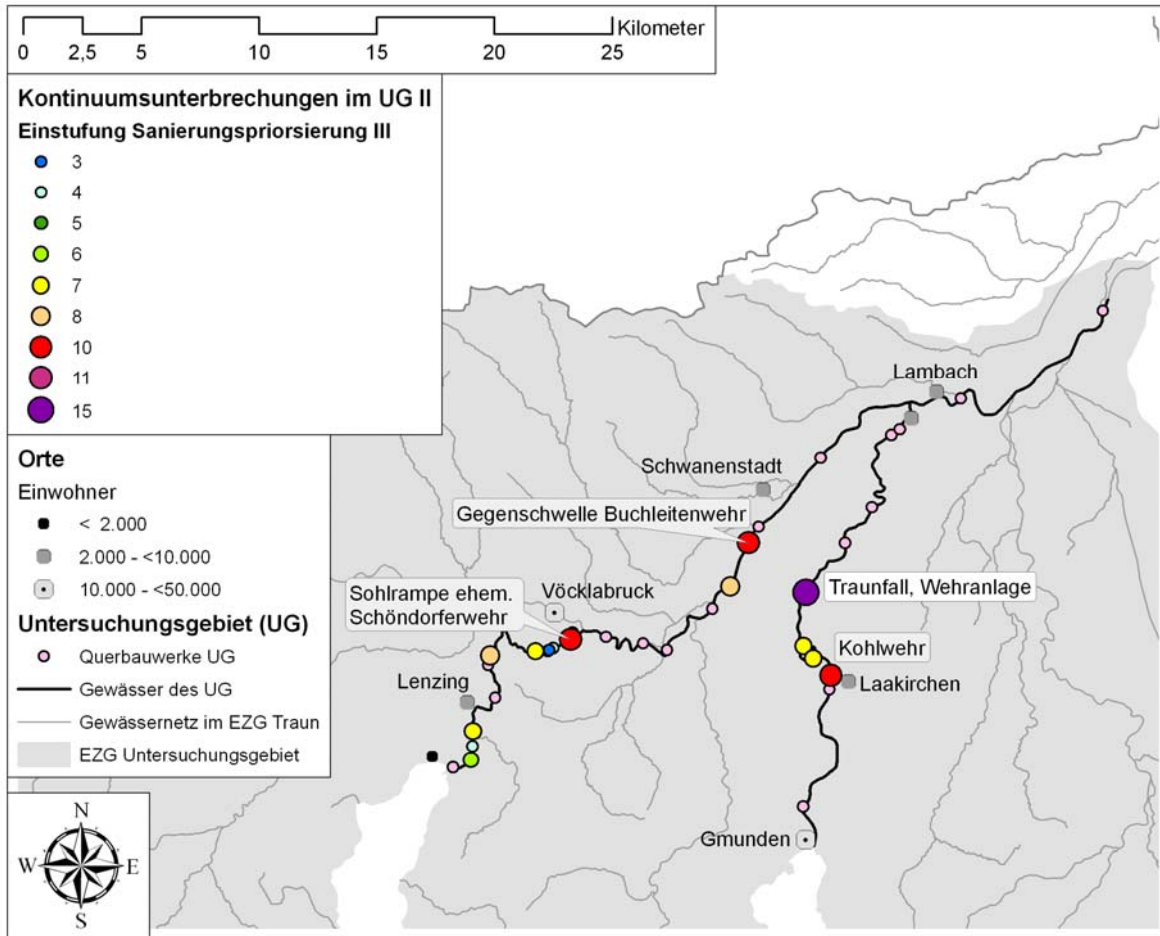 0 2,5 5 10 15 20 25 Kilometer
Kontinuumsunterbrechungen im UG II
Einstufung Sanierungspriorsierung III
3
4
5
6
7
8
10
11
15
Orte
Einwohner
< 2.000
2.000 - <10.000
10.000 - <50.000
Untersuchungsgebiet (UG)
Querbauwerke UG
Gewässer des UG
Gewässernetz im EZG Traun
EZG Untersuchungsgebiet
N
W E
S
Lambach
Schwanenstadt
Gegenschwelle Buchleitenwehr
Sohlrampe ehem.
Schöndorferwehr
Vöcklabruck
Traunfall, Wehranlage
Kohlwehr
Laakirchen
Lenzing
Gmunden